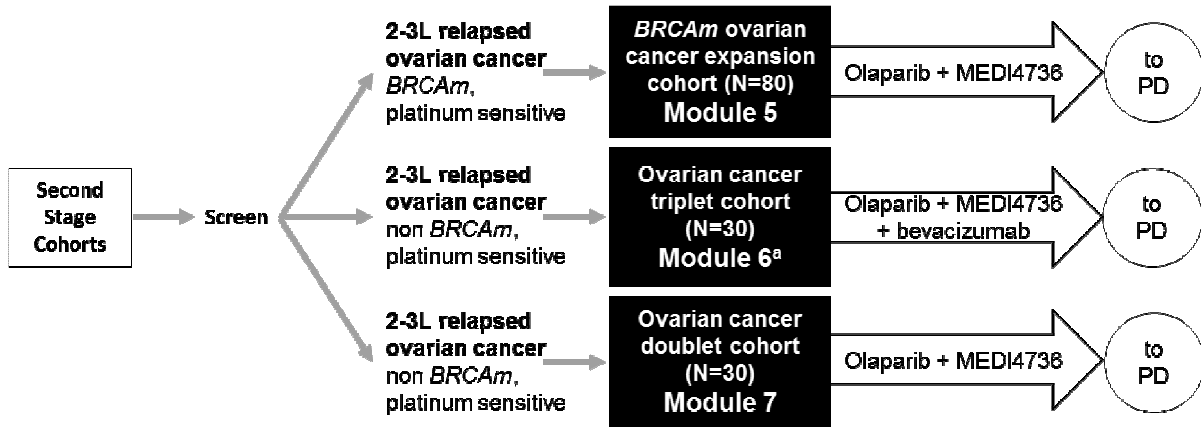 Second
Stage
Cohorts
Screen
2-3L relapsed
ovarian cancer
BRCAm,
platinum sensitive
BRCAm ovarian
cancer expansion
cohort (N=80)
Module 5
Olaparib + MEDI4736
to
PD
2-3L relapsed
ovarian cancer
non BRCAm,
platinum sensitive
Ovarian cancer
triplet cohort
(N=30)
Module 6ᵃ
Olaparib + MEDI4736
+ bevacizumab
to
PD
2-3L relapsed
ovarian cancer
non BRCAm,
platinum sensitive
Ovarian cancer
doublet cohort
(N=30)
Module 7
Olaparib + MEDI4736
to
PD